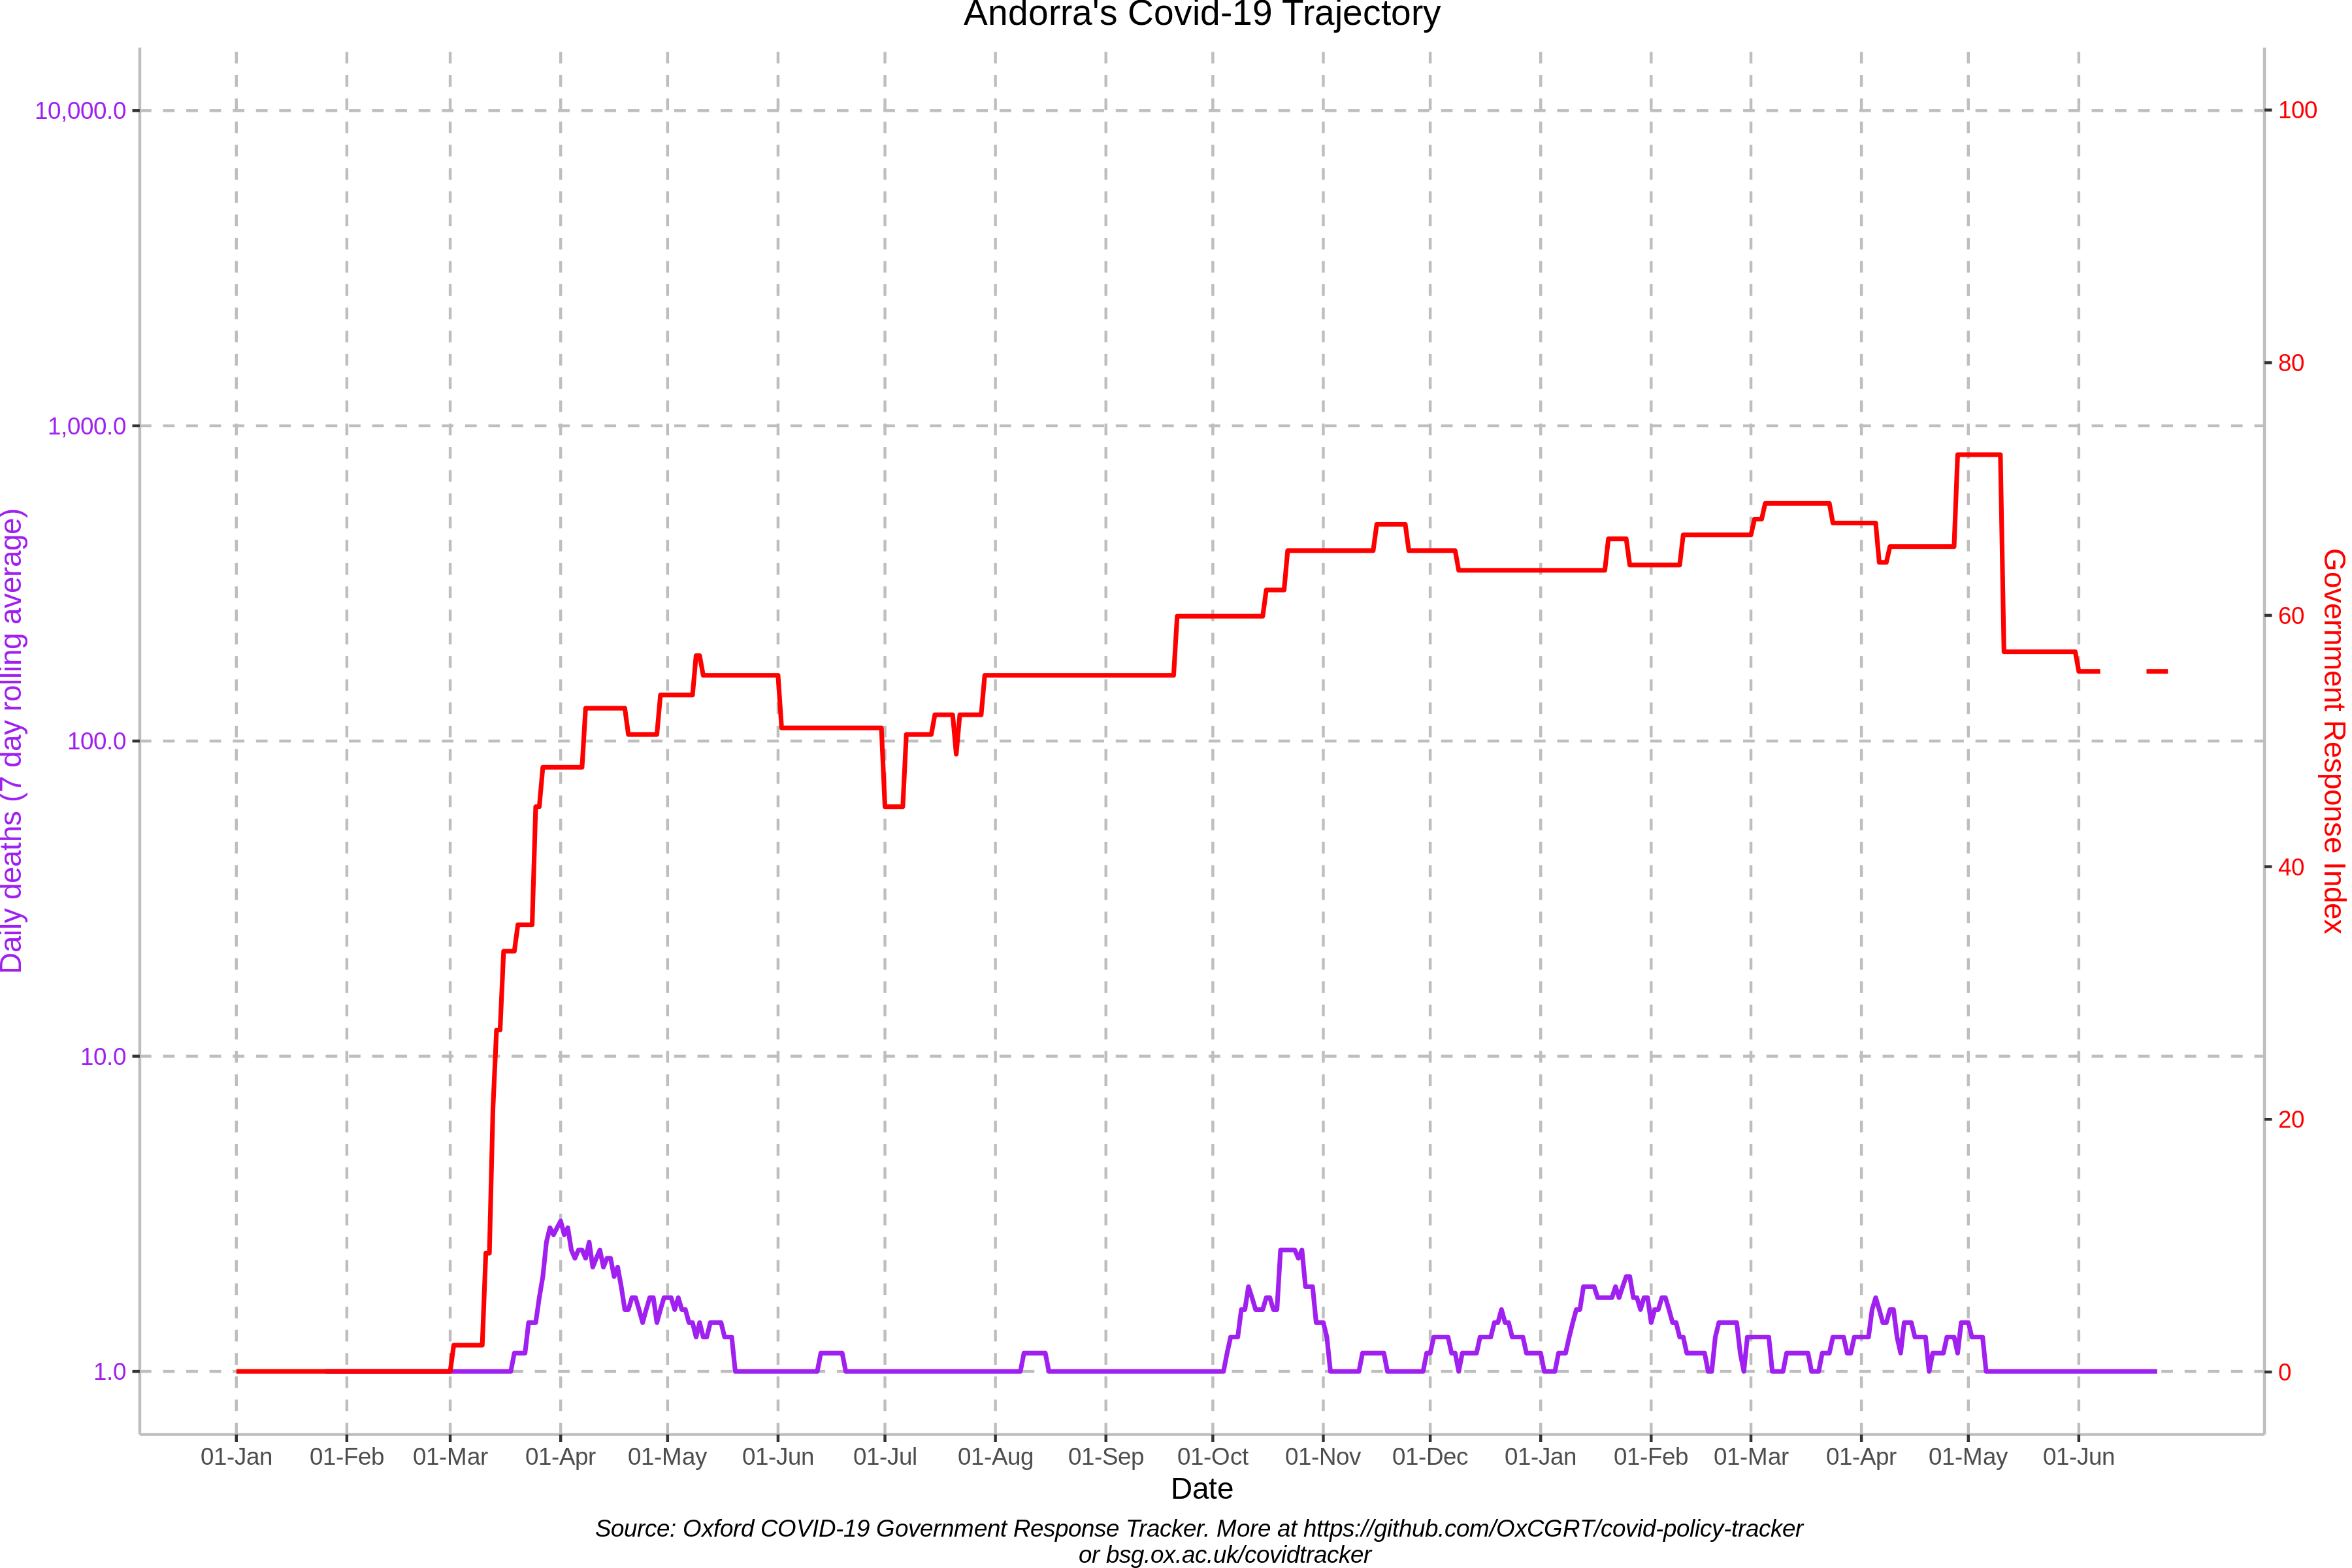 Andorra's Covid-19 Trajectory
10,000.0
1,000.0
100.0
10.0
1.0
Daily deaths (7 day rolling average)
100
80
60
40
20
0
Government Response Index
01-Jan 01-Feb 01-Mar 01-Apr 01-May 01-Jun 01-Jul 01-Aug 01-Sep 01-Oct 01-Nov 01-Dec 01-Jan 01-Feb 01-Mar 01-Apr 01-May 01-Jun
Date
Source: Oxford COVID-19 Government Response Tracker. More at https://github.com/OxCGRT/covid-policy-tracker
or bsg.ox.ac.uk/covidtracker